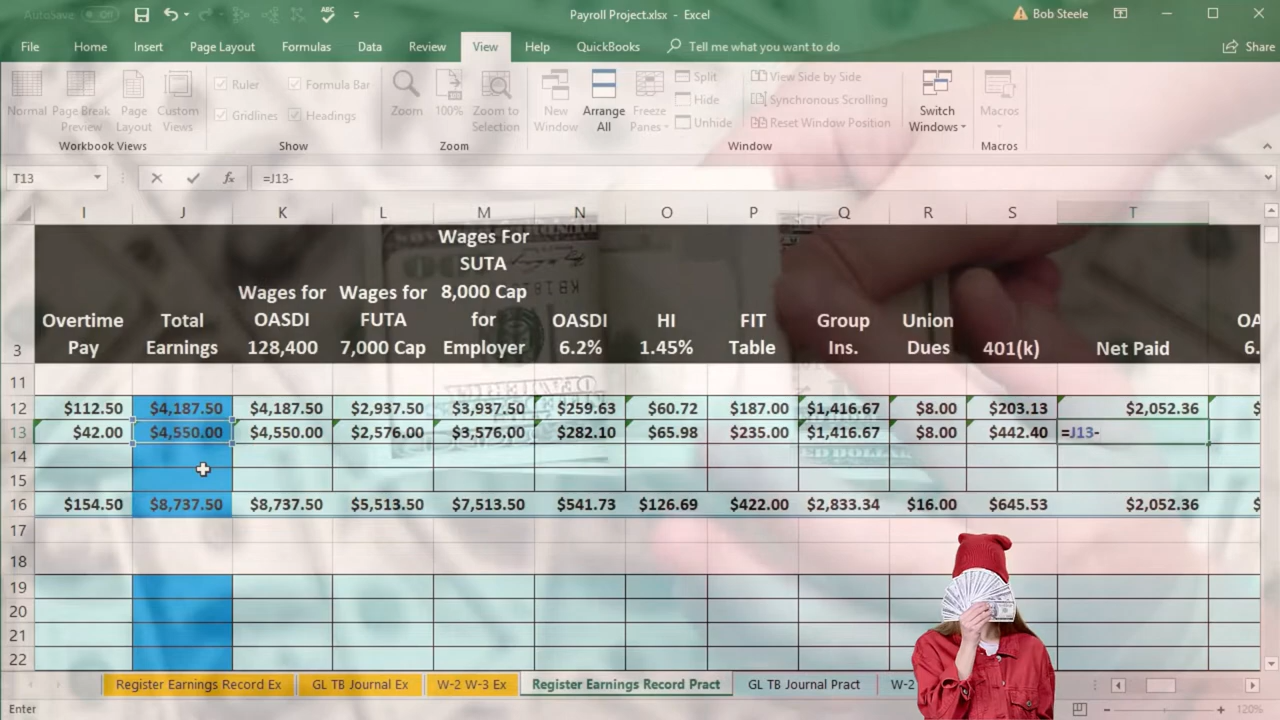 AutoSave Off
ABC
Payroll Project.xlsx - Excel
Bob Steele
File Home Insert Page Layout Formulas Data Review View Help QuickBooks Tell me what you want to do Share
Normal Page Break Preview Page Layout Custom Views
Workbook Views
Ruler Formula Bar
Gridlines Headings
Show
Zoom 100% Zoom to Selection
Zoom
New Window Arrange All Freeze Panes
Split
Hide
Unhide
View Side by Side
Synchronous Scrolling
Reset Window Position
Switch Windows
Window
Macros
Macros
T13 fx =J13-
I J K L M N O P Q R S T
3 Overtime Pay Total Earnings Wages for OASDI 128,400 Wages for FUTA 7,000 Cap Wages For SUTA 8,000 Cap for Employer OASDI 6.2% HI 1.45% FIT Table Group Ins. Union Dues 401(k) Net Paid OA 6.
11
12 $112.50 $4,187.50 $4,187.50 $2,937.50 $3,937.50 $259.63 $60.72 $187.00 $1,416.67 $8.00 $203.13 $2,052.36 $
13 $42.00 $4,550.00 $4,550.00 $2,576.00 $3,576.00 $282.10 $65.98 $235.00 $1,416.67 $8.00 $442.40 =J13-
14
15
16 $154.50 $8,737.50 $8,737.50 $5,513.50 $7,513.50 $541.73 $126.69 $422.00 $2,833.34 $16.00 $645.53 $2,052.36 $
17
18
19
20
21
22
Register Earnings Record Ex GL TB Journal Ex W-2 W-3 Ex Register Earnings Record Pract GL TB Journal Pract W-2
Enter 120%